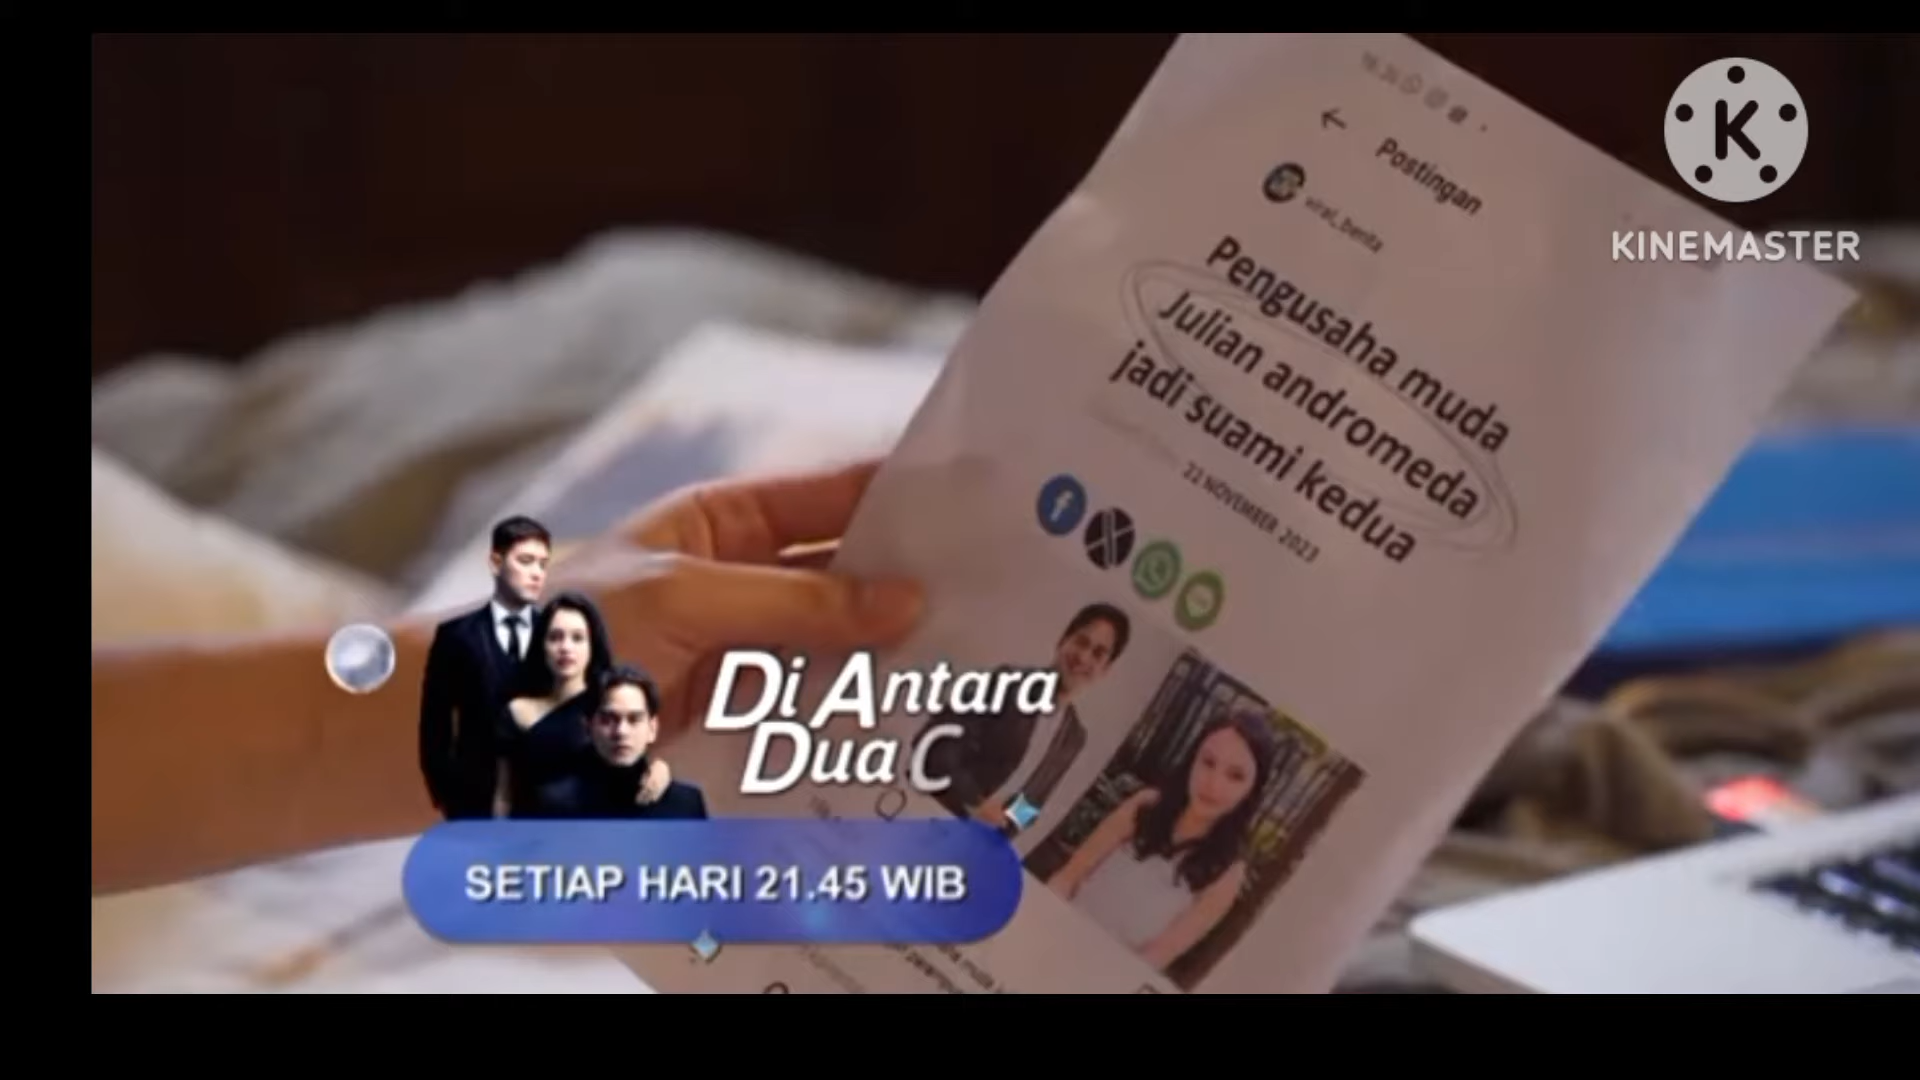 Postingan
viral_berita
Pengusaha muda
Julian andromeda
jadi suami kedua
22 NOVEMBER 2023
K
KINEMASTER
Di Antara
Dua C
SETIAP HARI 21.45 WIB